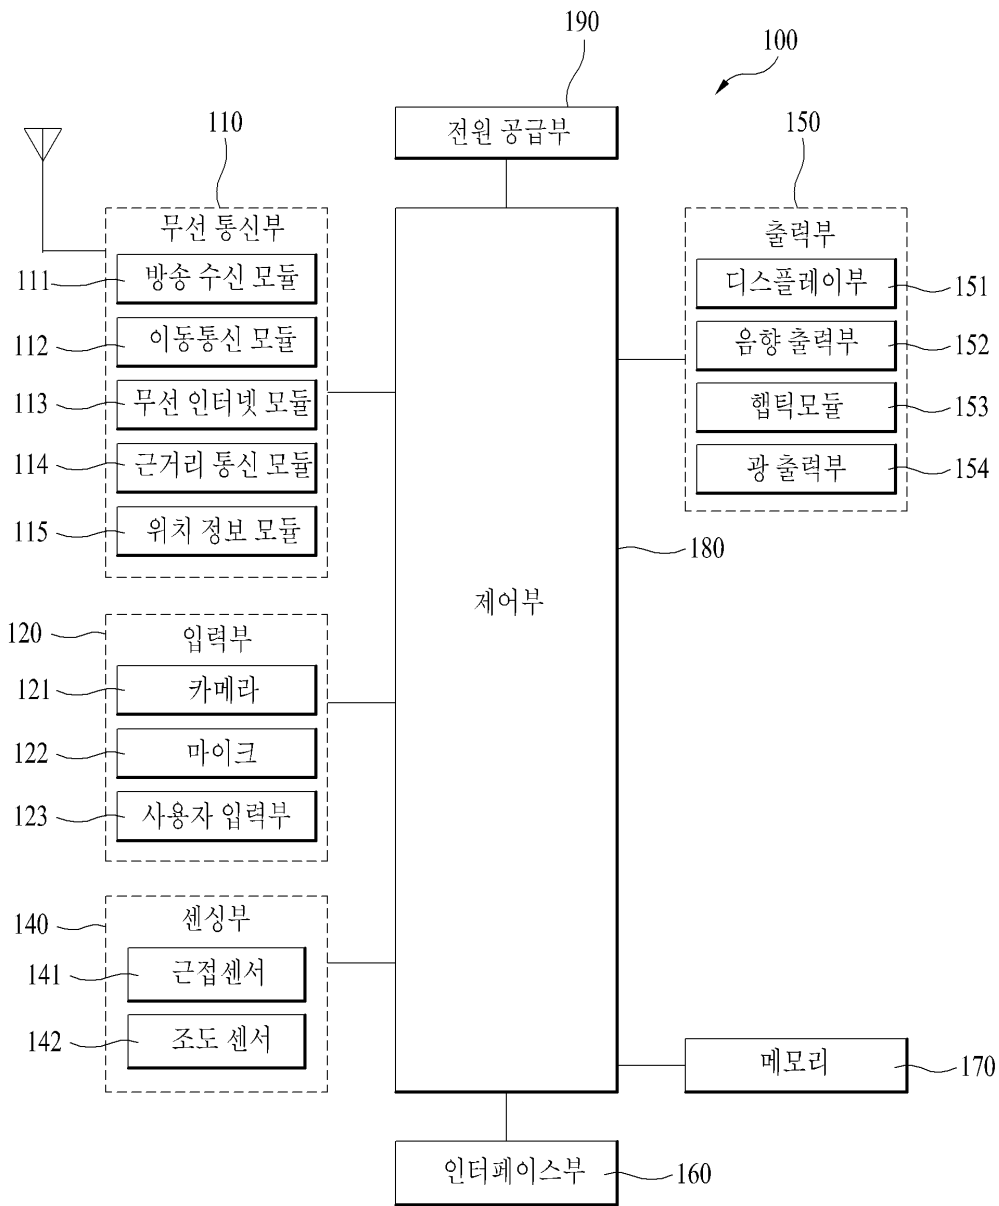 190
100
전원 공급부
110
무선 통신부
111 방송 수신 모듈
112 이동통신 모듈
113 무선 인터넷 모듈
114 근거리 통신 모듈
115 위치 정보 모듈
150
출력부
디스플레이부 151
음향 출력부 152
햅틱모듈 153
광 출력부 154
180
제어부
120 입력부
121 카메라
122 마이크
123 사용자 입력부
140 센싱부
141 근접센서
142 조도 센서
메모리 170
인터페이스부 160